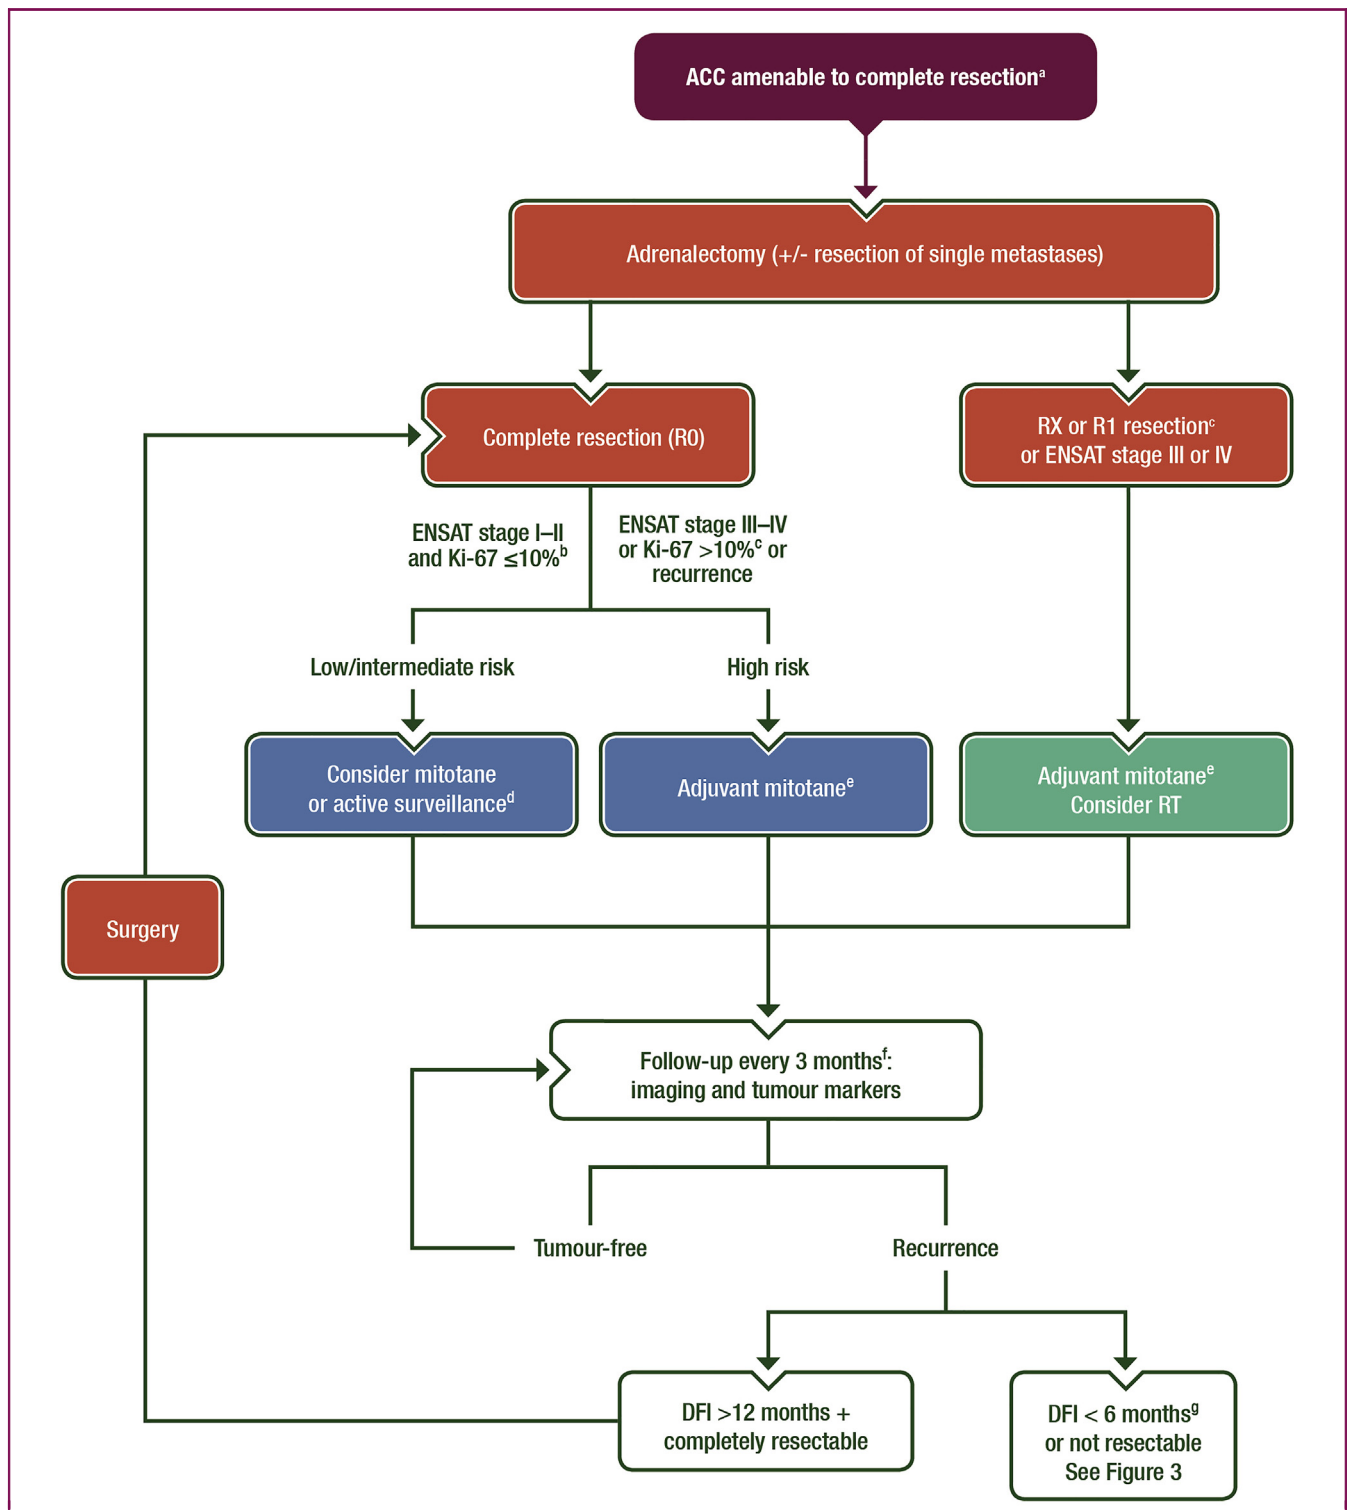 ACC amenable to complete resectionᵃ
Adrenalectomy (+/- resection of single metastases)
Complete resection (R0)
RX or R1 resectionᶜ
or ENSAT stage III or IV
ENSAT stage I–II
and Ki-67 ≤10%ᵇ
ENSAT stage III–IV
or Ki-67 >10%ᶜ or
recurrence
Low/intermediate risk
High risk
Consider mitotane
or active surveillanceᵈ
Adjuvant mitotaneᵉ
Adjuvant mitotaneᵉ
Consider RT
Surgery
Follow-up every 3 monthsᶠ:
imaging and tumour markers
Tumour-free
Recurrence
DFI >12 months +
completely resectable
DFI < 6 monthsᵍ
or not resectable
See Figure 3